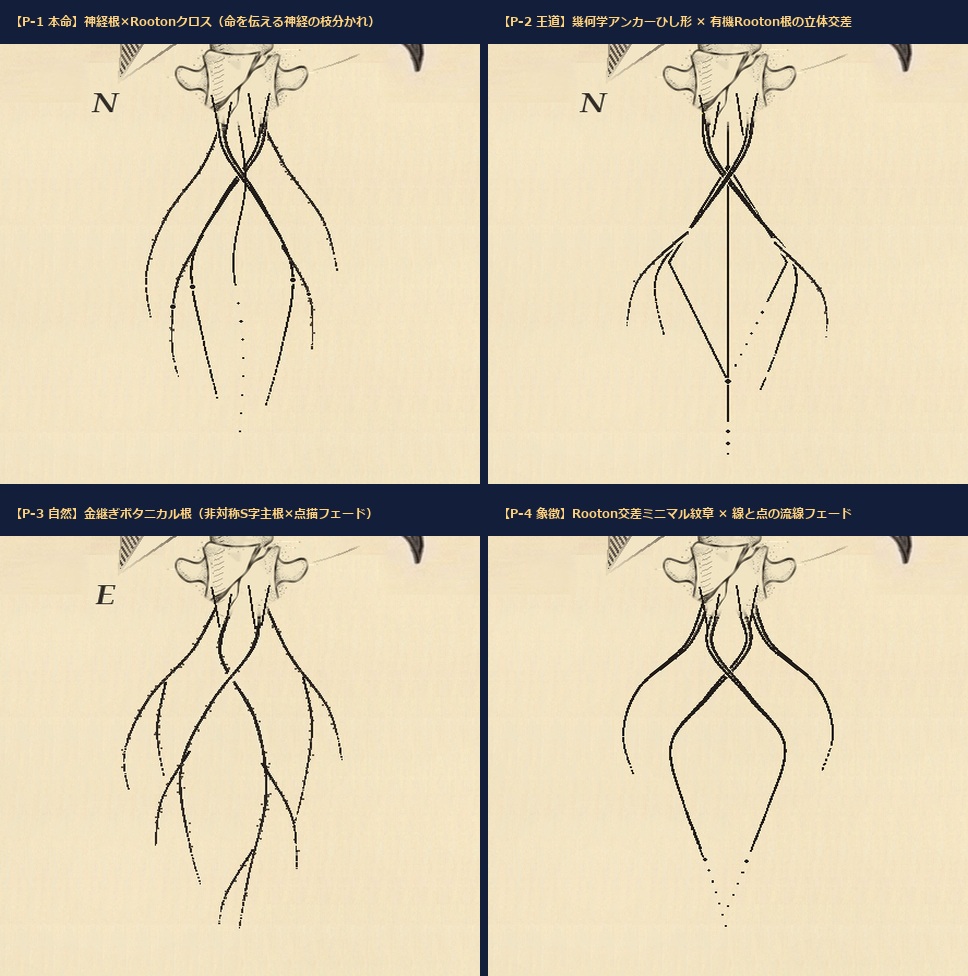 【P-1 本命】神経根×Rootonクロス（命を伝える神経の枝分かれ）
【P-2 王道】幾何学アンカーひし形 × 有機Rooton根の立体交差
N
N
【P-3 自然】金継ぎボタニカル根（非対称S字主根×点描フェード）
【P-4 象徴】Rooton交差ミニマル紋章 × 線と点の流線フェード
E